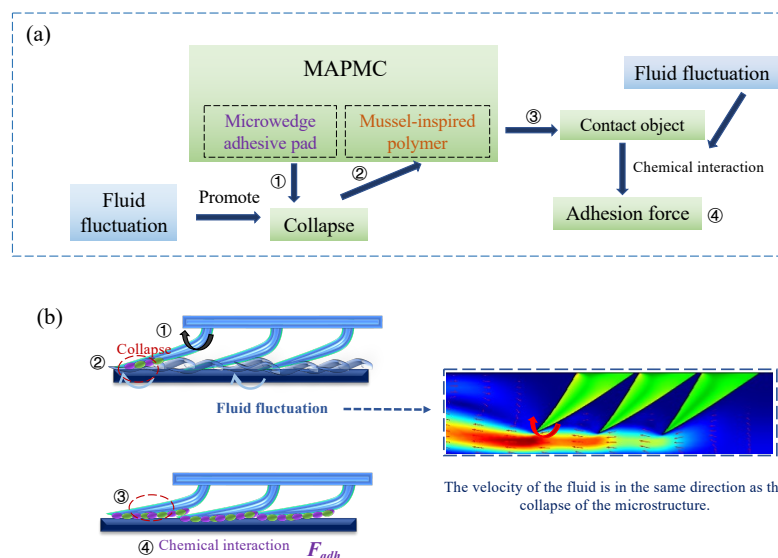 (a)
MAPMC
Microwedge
adhesive pad
Mussel-inspired
polymer
Fluid fluctuation
③
Contact object
①
②
Chemical interaction
Fluid
fluctuation
Promote
Collapse
Adhesion force
④
(b)
①
②
Collapse
Fluid fluctuation
③
④ Chemical interaction
F_adh
The velocity of the fluid is in the same direction as th
collapse of the microstructure.